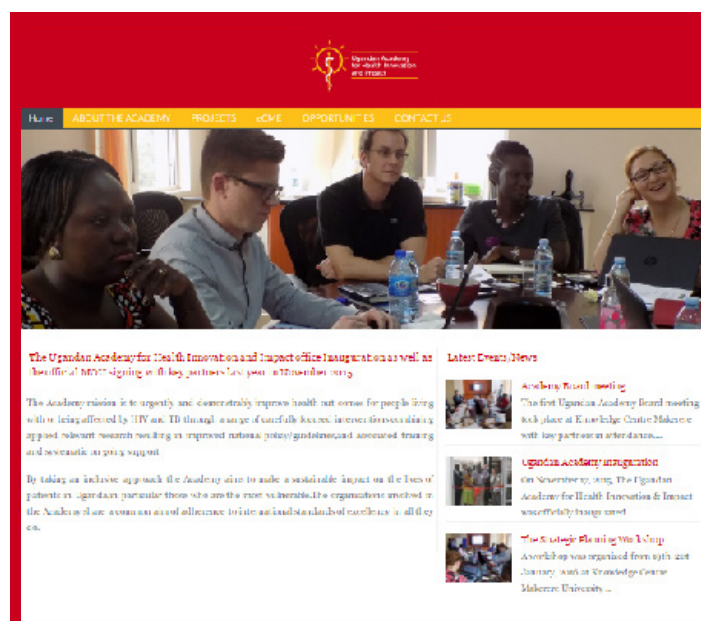 Ugandan Academy
for Health Innovation
and Impact
Home ABOUT THE ACADEMY PROJECTS eCME OPPORTUNITIES CONTACT US
The Ugandan Academy for Health Innovation and Impact office Inauguration as well as
the official MOU signing with key partners last year in November 2015
The Academy mission is to urgently and demonstrably improve health out comes for people living
with or being affected by HIV and TB through a range of carefully focused interventions combining
applied relevant research resulting in improved national policy/guidelines,and associated training
and systematic on going support
By taking an inclusive approach the Academy aims to make a sustainable impact on the lives of
patients in Uganda,in particular those who are the most vulnerable.The organisations involved in
the Academy share a common aim of adherence to international standards of excellence in all they
do.
Latest Events/News
Academy Board meeting
The first Ugandan Academy Board meeting
took place at Knowledge Centre Makerere
with key partners in attendance....
Ugandan Academy Inauguration
On November 17, 2015, The Ugandan
Academy for Health Innovation & Impact
was officially inaugurated
The Strategic Planning Workshop
A workshop was organised from 19th-21st
January, 2016 at Knowledge Centre
Makerere University ...